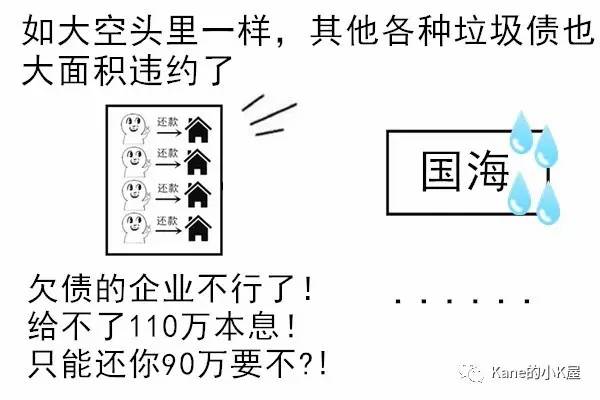 如大空头里一样，其他各种垃圾债也
大面积违约了
还款
还款
还款
还款
国海
欠债的企业不行了！
给不了110万本息！
只能还你90万要不?!
......
Kane的小K屋